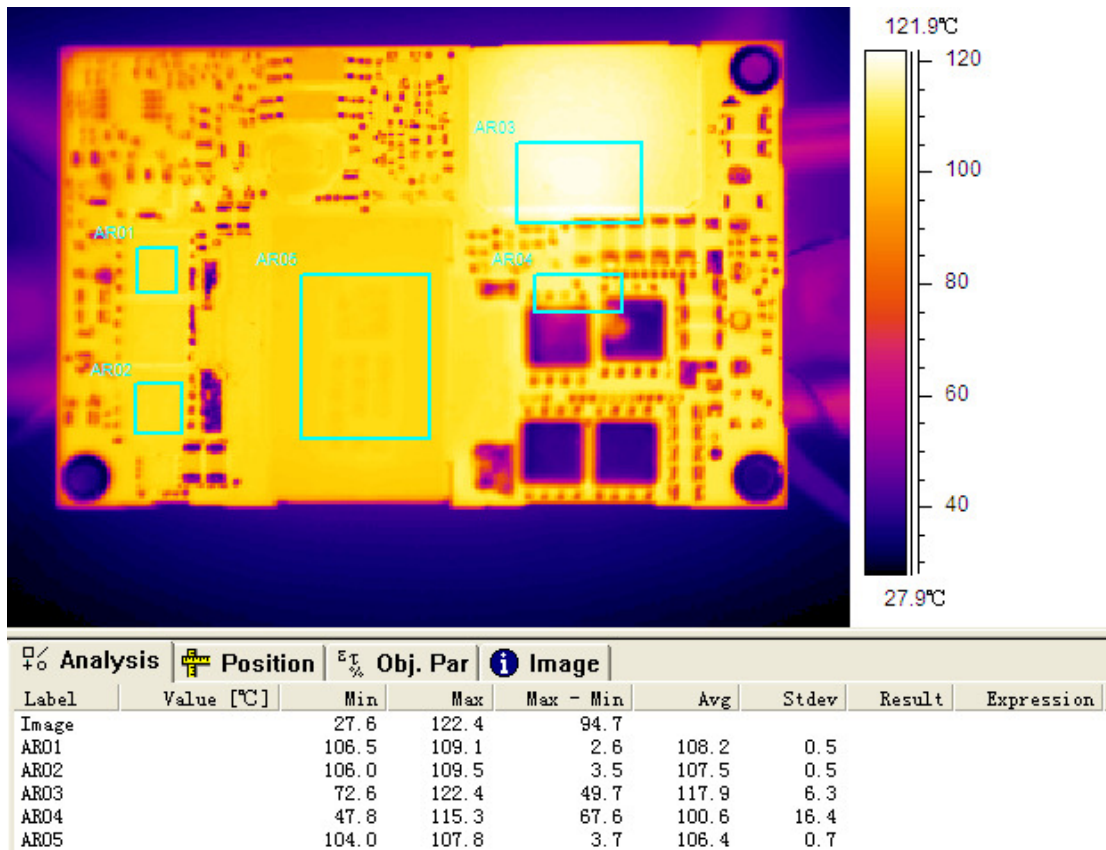 121.9℃
120
100
80
60
40
27.9℃
AR03
AR01
AR05
AR04
AR02
Analysis Position ετ% Obj. Par Image
Label Value [℃] Min Max Max - Min Avg Stdev Result Expression
Image 27.6 122.4 94.7
AR01 106.5 109.1 2.6 108.2 0.5
AR02 106.0 109.5 3.5 107.5 0.5
AR03 72.6 122.4 49.7 117.9 6.3
AR04 47.8 115.3 67.6 100.6 16.4
AR05 104.0 107.8 3.7 106.4 0.7